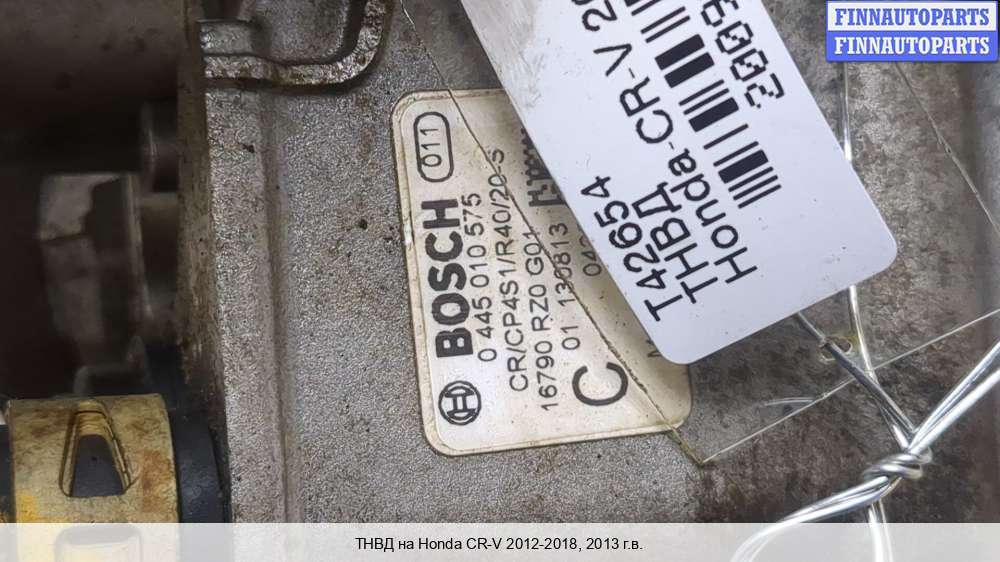 FINNAUTOPARTS
FINNAUTOPARTS
T42654
ТНВД
Honda-CR-V
011
BOSCH
0 445 010 575
CR/CP4S1/R40/20-S
16790 RZ0 G01
01 130813
C
ТНВД на Honda CR-V 2012-2018, 2013 г.в.